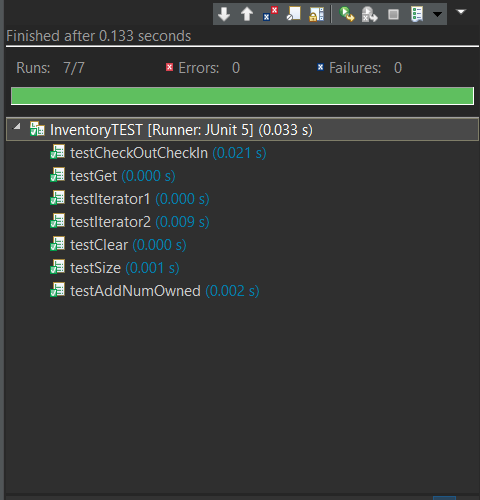 Finished after 0.133 seconds
Runs: 7/7 Errors: 0 Failures: 0
InventoryTEST [Runner: JUnit 5] (0.033 s)
testCheckOutCheckIn (0.021 s)
testGet (0.000 s)
testIterator1 (0.000 s)
testIterator2 (0.009 s)
testClear (0.000 s)
testSize (0.001 s)
testAddNumOwned (0.002 s)